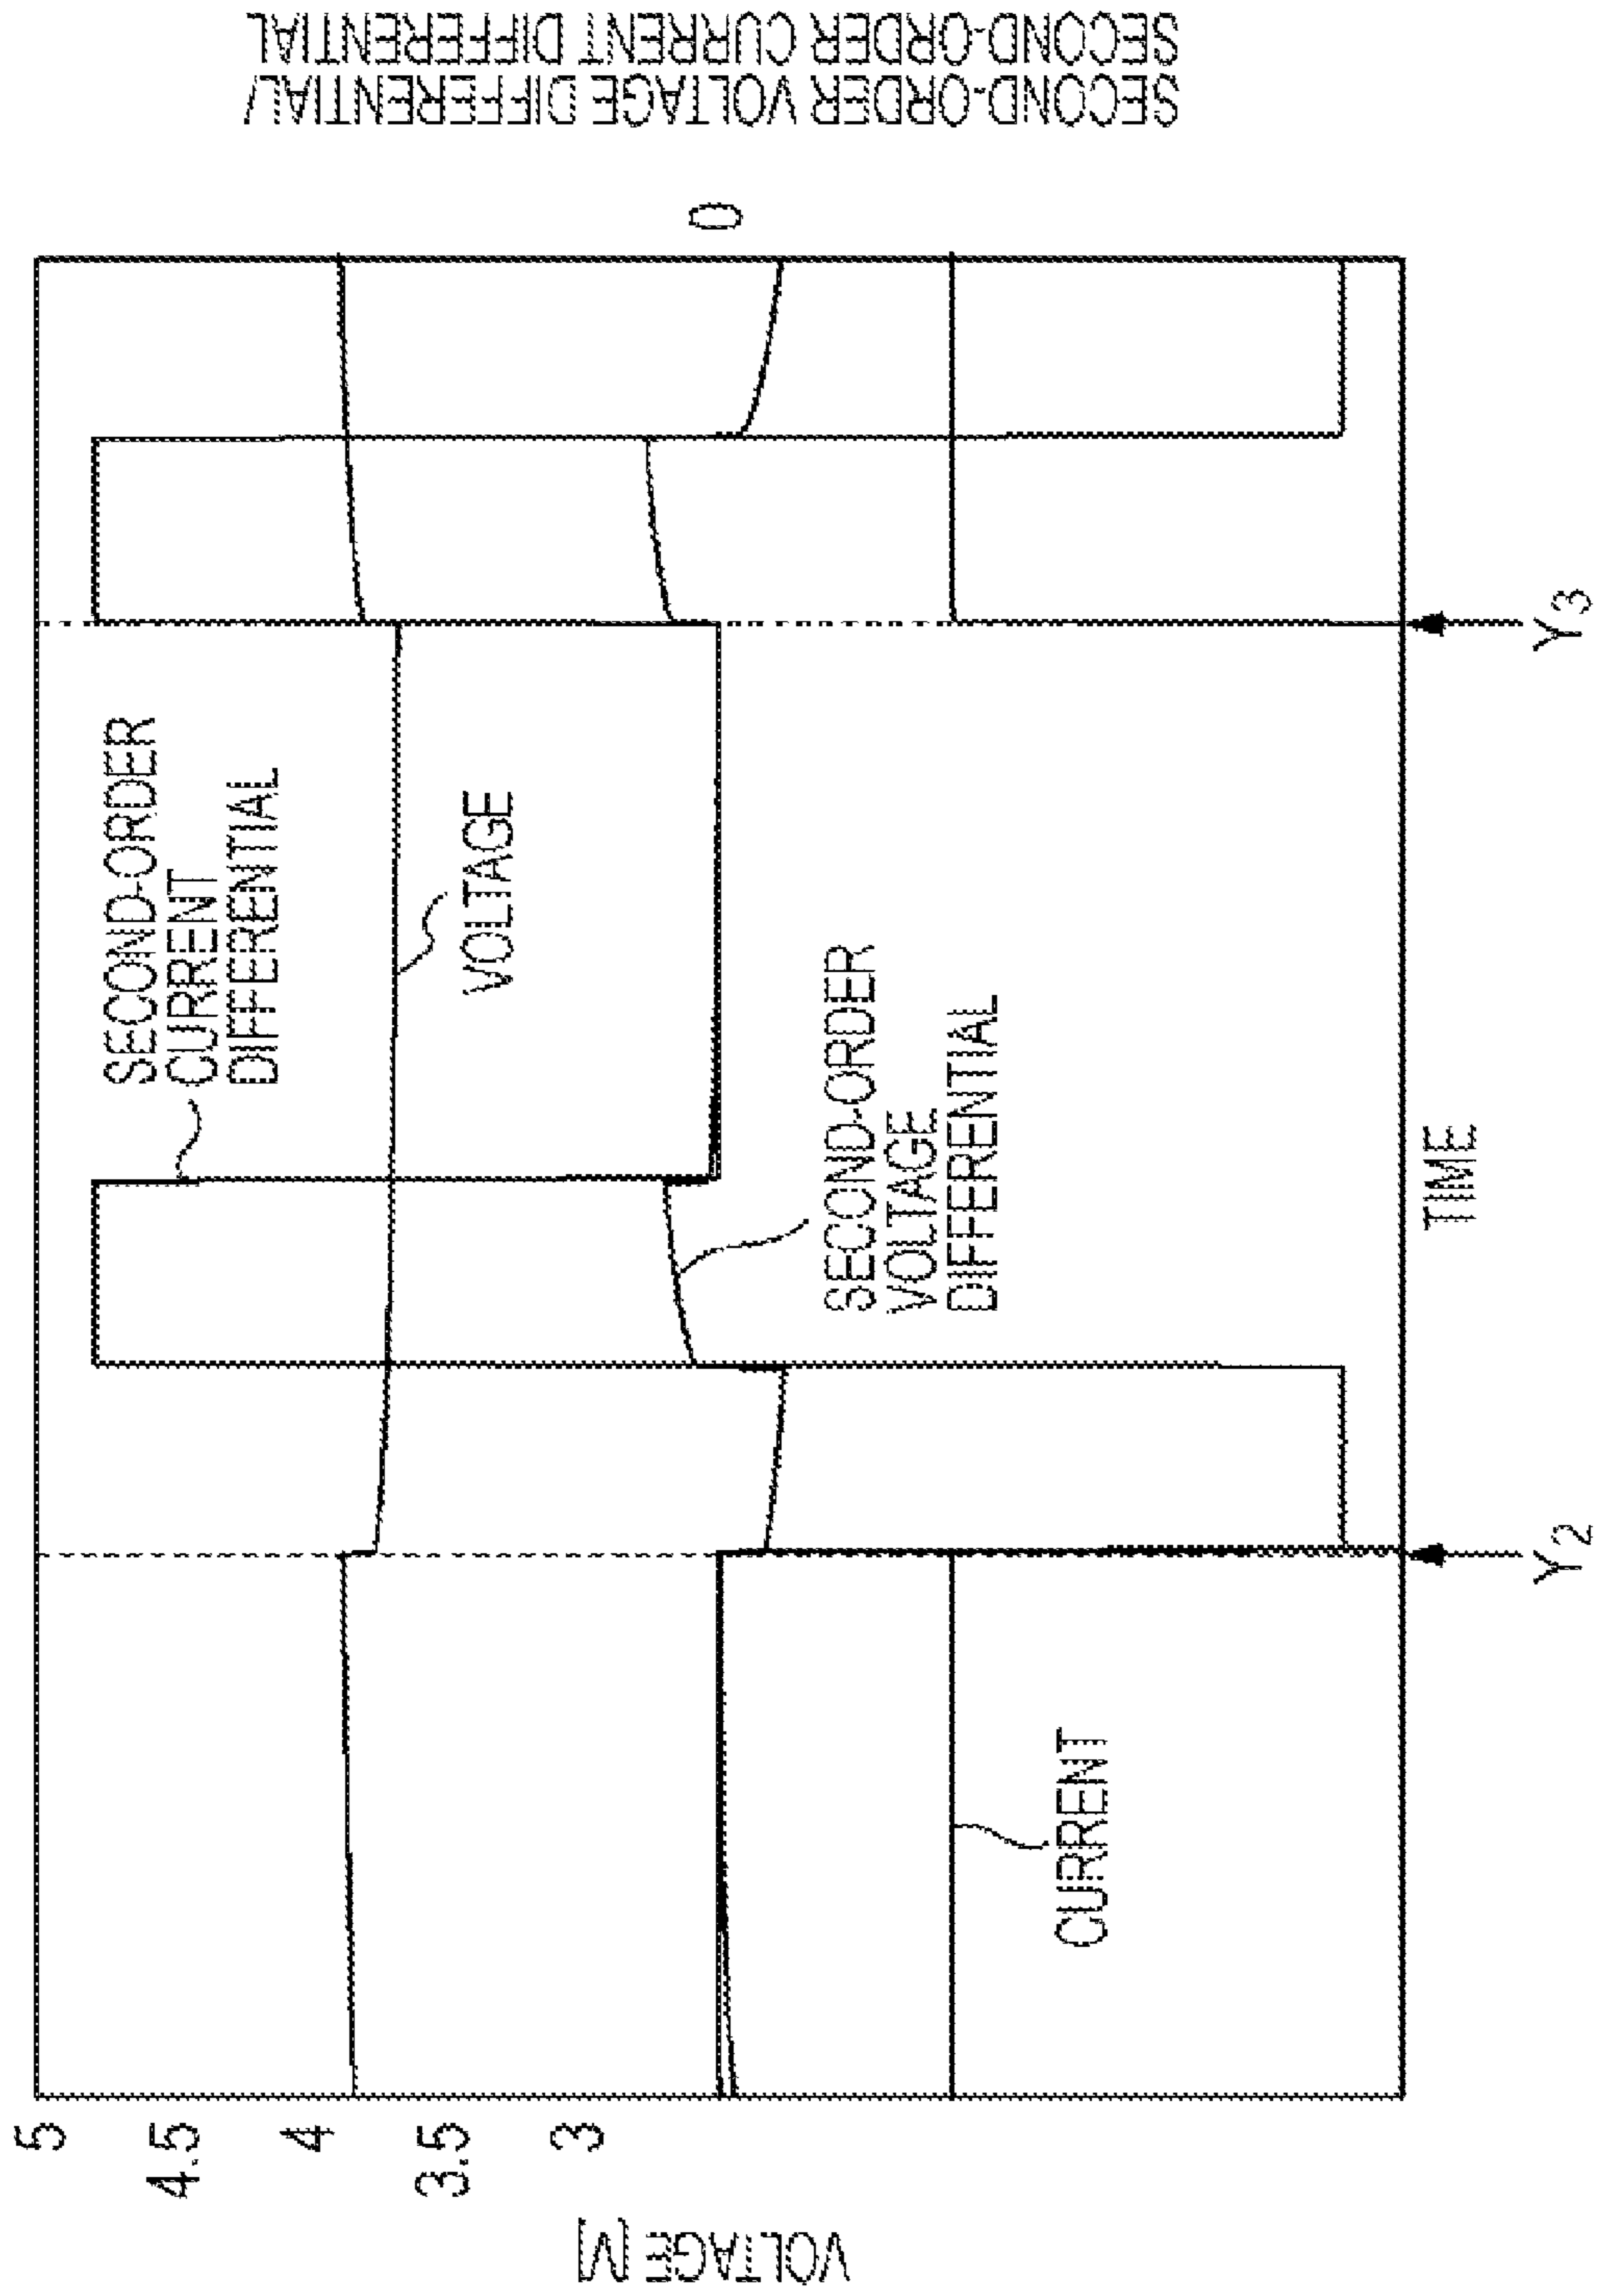 VOLTAGE [V]
5
4.5
4
3.5
3
SECOND-ORDER
CURRENT
DIFFERENTIAL
VOLTAGE
SECOND-ORDER
VOLTAGE
DIFFERENTIAL
CURRENT
0
SECOND-ORDER VOLTAGE DIFFERENTIAL/
SECOND-ORDER CURRENT DIFFERENTIAL
Y2
Y3
TIME